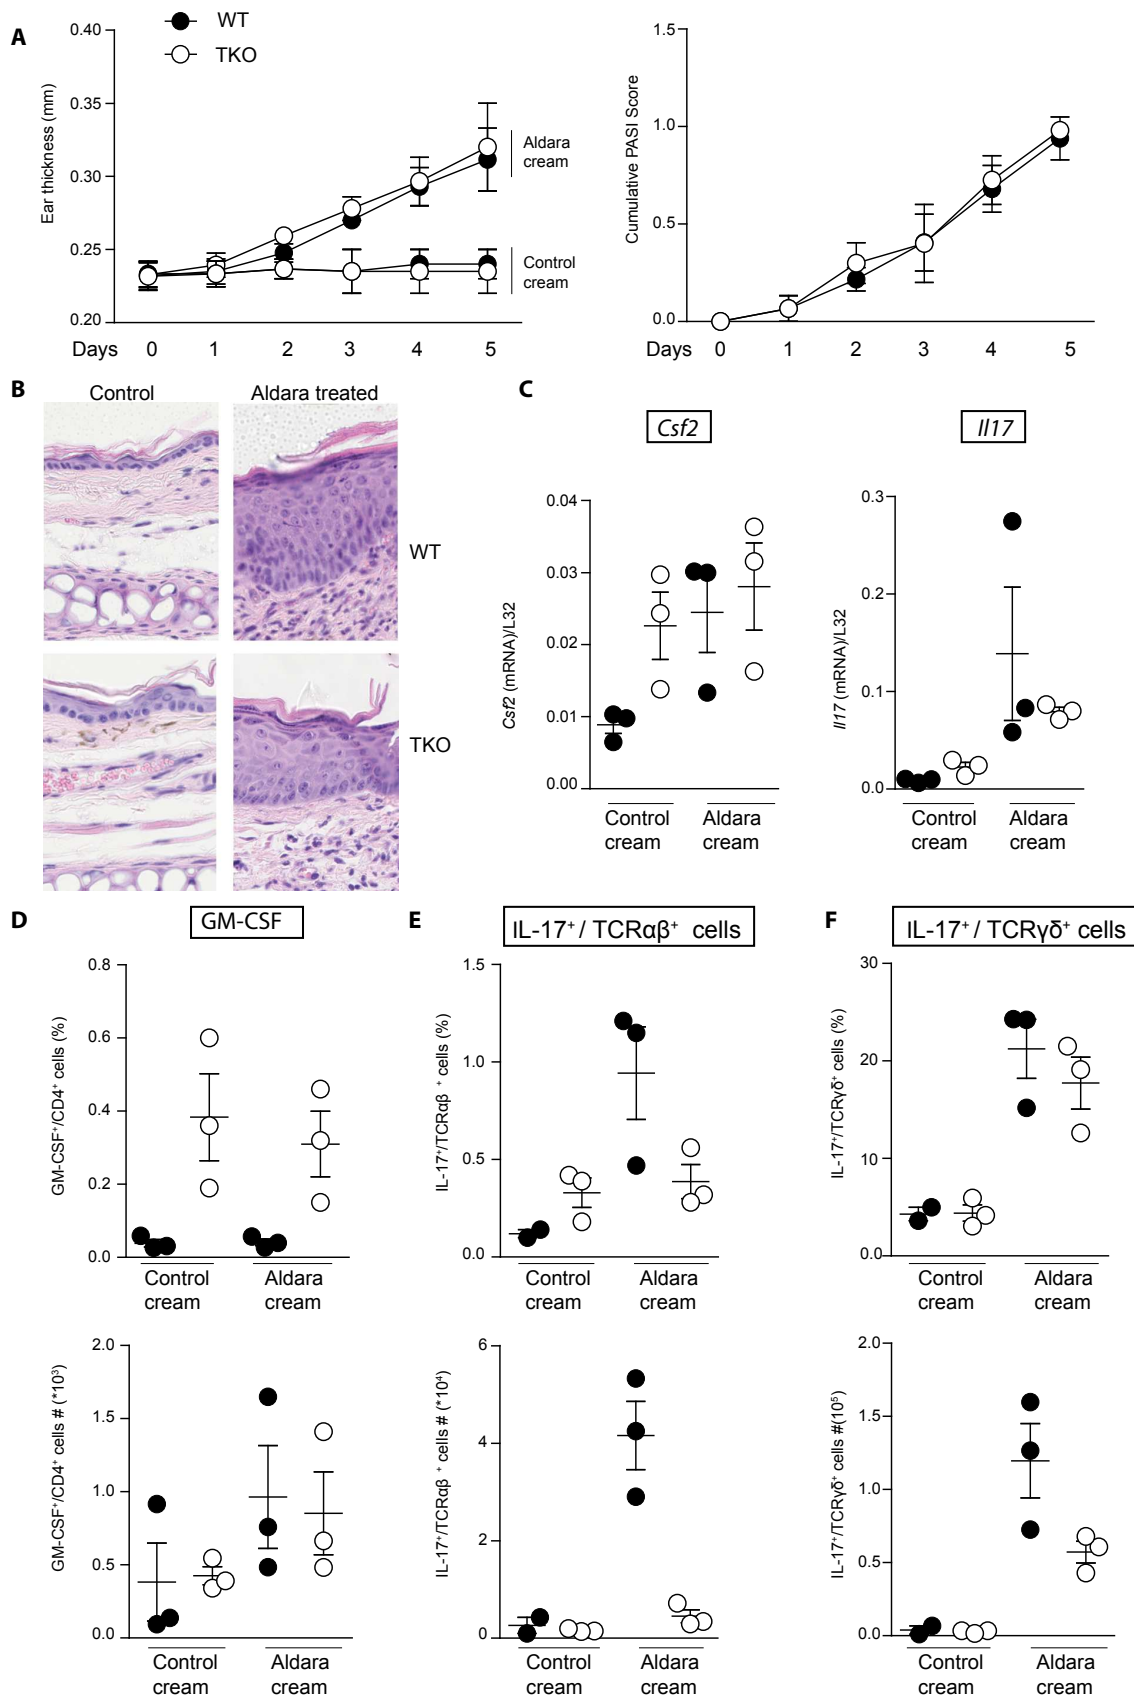 A
WT
TKO
Ear thickness (mm)
0.40
0.35
0.30
0.25
0.20
Aldara
cream
Control
cream
Days 0 1 2 3 4 5
Cumulative PASI Score
1.5
1.0
0.5
0.0
Days 0 1 2 3 4 5
B
Control
Aldara treated
WT
TKO
C
Csf2
Csf2 (mRNA)/L32
0.04
0.03
0.02
0.01
0.00
Control
cream
Aldara
cream
Il17
Il17 (mRNA)/L32
0.3
0.2
0.1
0.0
Control
cream
Aldara
cream
D
GM-CSF
GM-CSF⁺/CD4⁺ cells (%)
0.8
0.6
0.4
0.2
0.0
Control
cream
Aldara
cream
GM-CSF⁺/CD4⁺ cells # (*10³)
2.0
1.5
1.0
0.5
0.0
Control
cream
Aldara
cream
E
IL-17⁺ / TCRαβ⁺ cells
IL-17⁺/TCRαβ ⁺ cells (%)
1.5
1.0
0.5
0.0
Control
cream
Aldara
cream
IL-17⁺/TCRαβ ⁺ cells # (*10⁴)
6
4
2
0
Control
cream
Aldara
cream
F
IL-17⁺ / TCRγδ⁺ cells
IL-17⁺/TCRγδ⁺ cells (%)
30
20
10
0.0
Control
cream
Aldara
cream
IL-17⁺/TCRγδ⁺ cells #(10⁵)
2.0
1.5
1.0
0.5
0.0
Control
cream
Aldara
cream